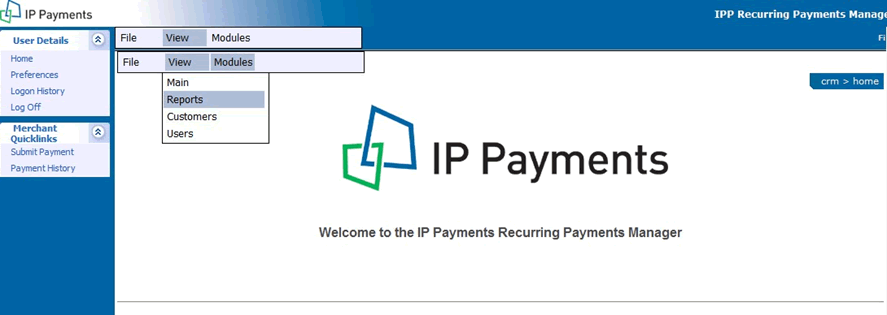 IP Payments
IPP Recurring Payments Manage
User Details
File View Modules
Fi
Home
File View Modules
Preferences
Main
crm > home
Logon History
Reports
Log Off
Customers
Merchant
Quicklinks
Users
Submit Payment
IP Payments
Payment History
Welcome to the IP Payments Recurring Payments Manager